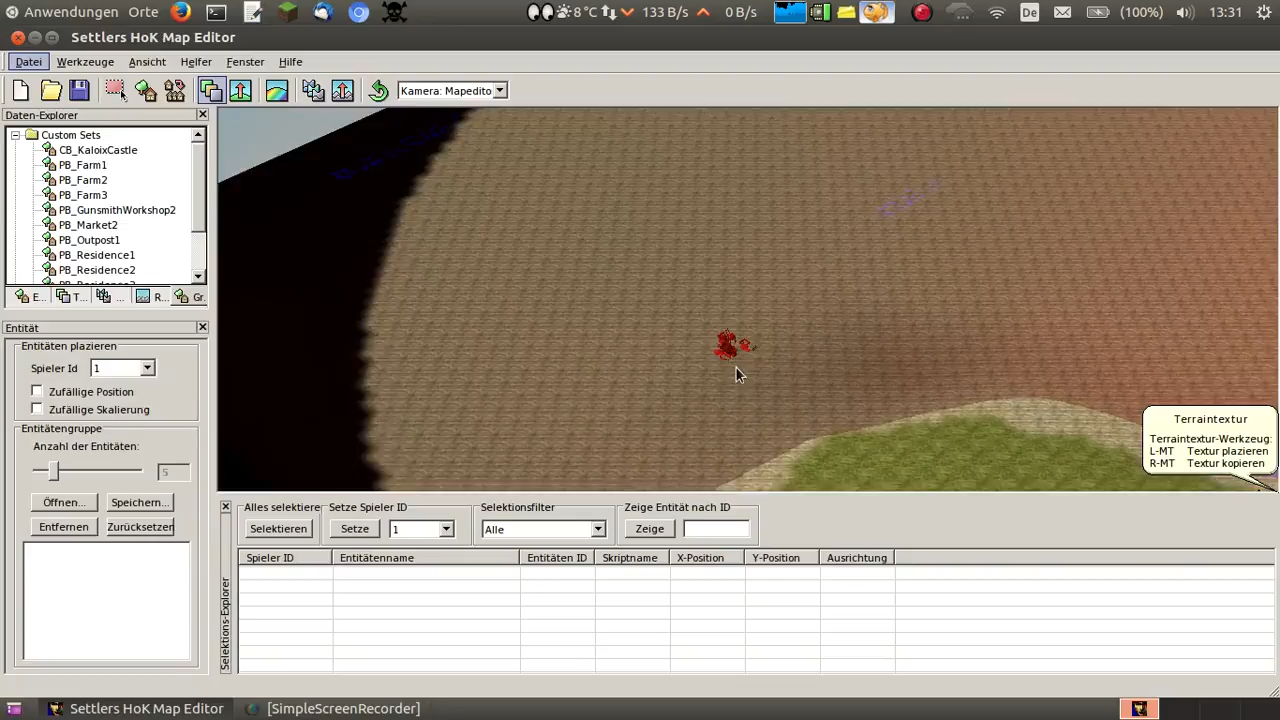 Anwendungen Orte 8 °C 133 B/s 0 B/s De (100%) 13:31
Settlers HoK Map Editor
Datei Werkzeuge Ansicht Helfer Fenster Hilfe
Kamera: Mapedito
Daten-Explorer
Custom Sets
CB_KaloixCastle
PB_Farm1
PB_Farm2
PB_Farm3
PB_GunsmithWorkshop2
PB_Market2
PB_Outpost1
PB_Residence1
PB_Residence2
E... T... ... R... Gr.
Entität
Entitäten plazieren
Spieler Id 1
Zufällige Position
Zufällige Skalierung
Entitätengruppe
Anzahl der Entitäten:
5
Öffnen... Speichern...
Entfernen Zurücksetzen
Terraintextur
Terraintextur-Werkzeug:
L-MT Textur plazieren
R-MT Textur kopieren
Selektions-Explorer
Alles selektiere Setze Spieler ID Selektionsfilter Zeige Entität nach ID
Selektieren Setze 1 Alle Zeige
Spieler ID Entitätenname Entitäten ID Skriptname X-Position Y-Position Ausrichtung
Settlers HoK Map Editor [SimpleScreenRecorder]